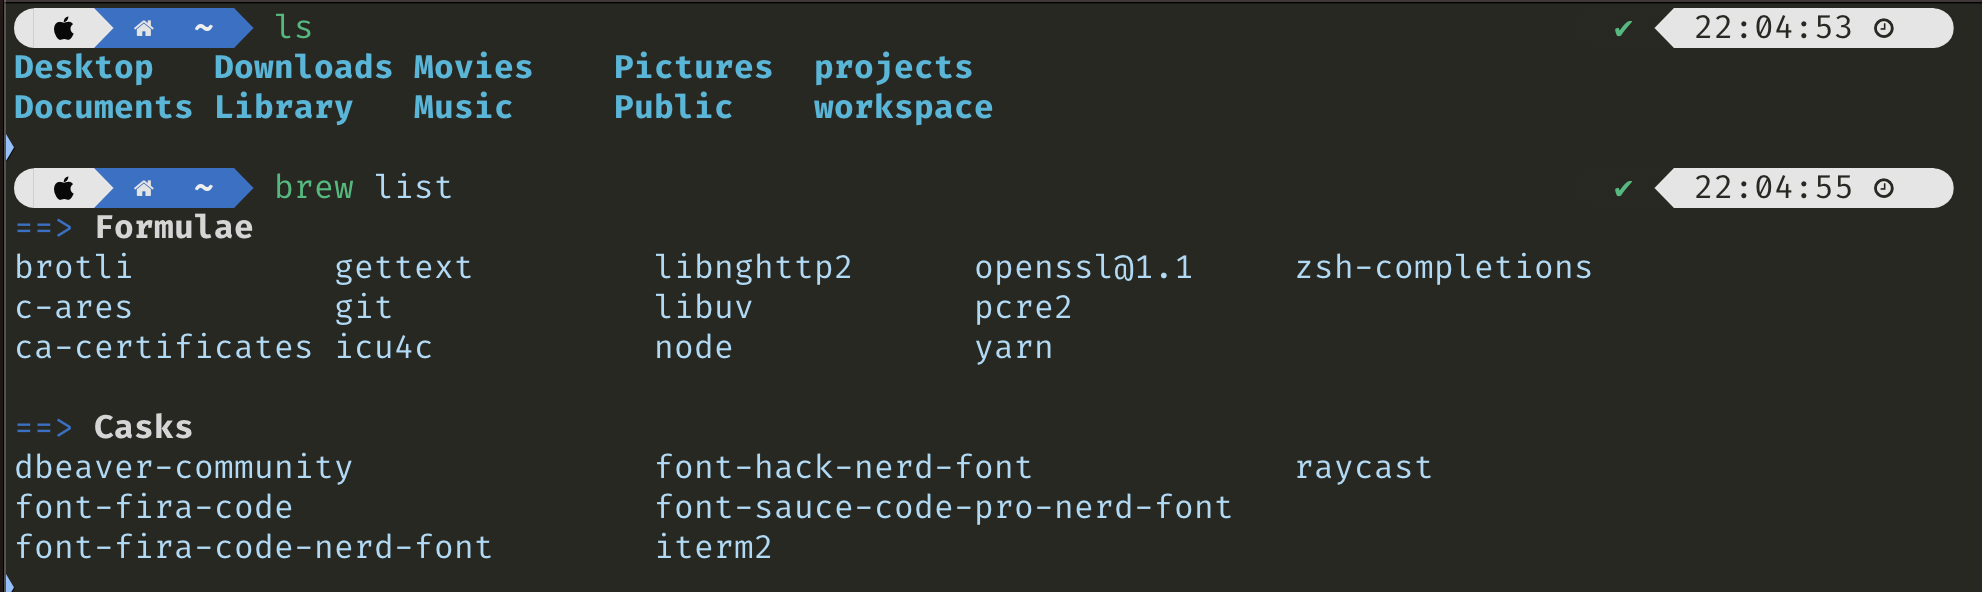 ~ ls ✔ 22:04:53
Desktop Downloads Movies Pictures projects
Documents Library Music Public workspace
~ brew list ✔ 22:04:55
==> Formulae
brotli gettext libnghttp2 openssl@1.1 zsh-completions
c-ares git libuv pcre2
ca-certificates icu4c node yarn
==> Casks
dbeaver-community font-hack-nerd-font raycast
font-fira-code font-sauce-code-pro-nerd-font
font-fira-code-nerd-font iterm2